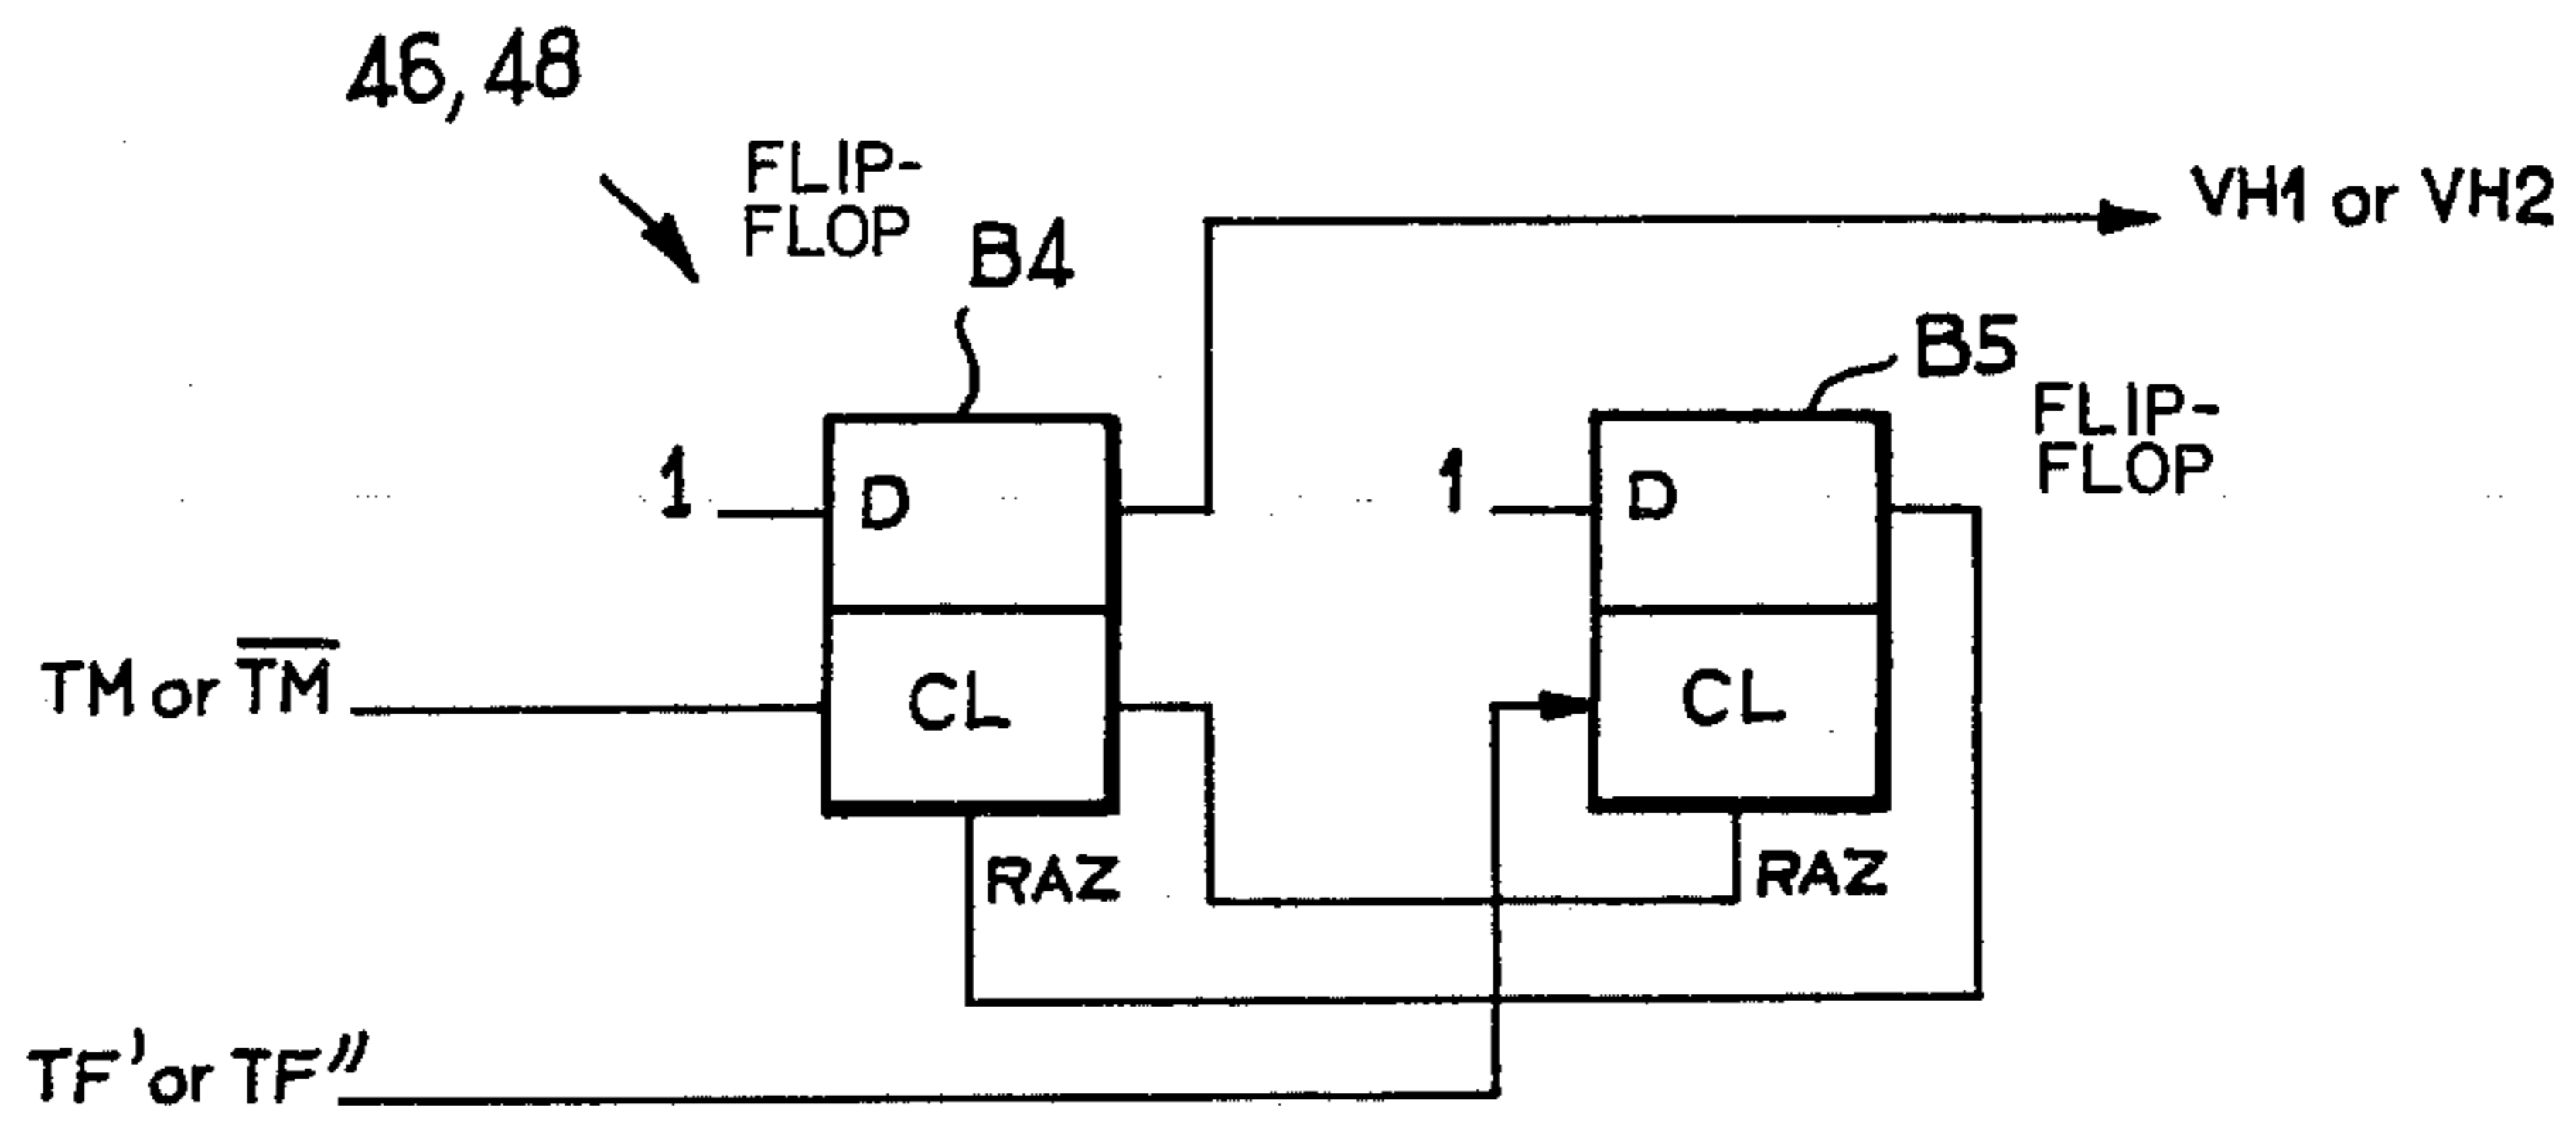 46, 48
FLIP-
FLOP
B4
VH1 or VH2
B5
FLIP-
FLOP
1
D
1
D
TM or T̅M̅
CL
CL
RAZ
RAZ
TF' or TF"